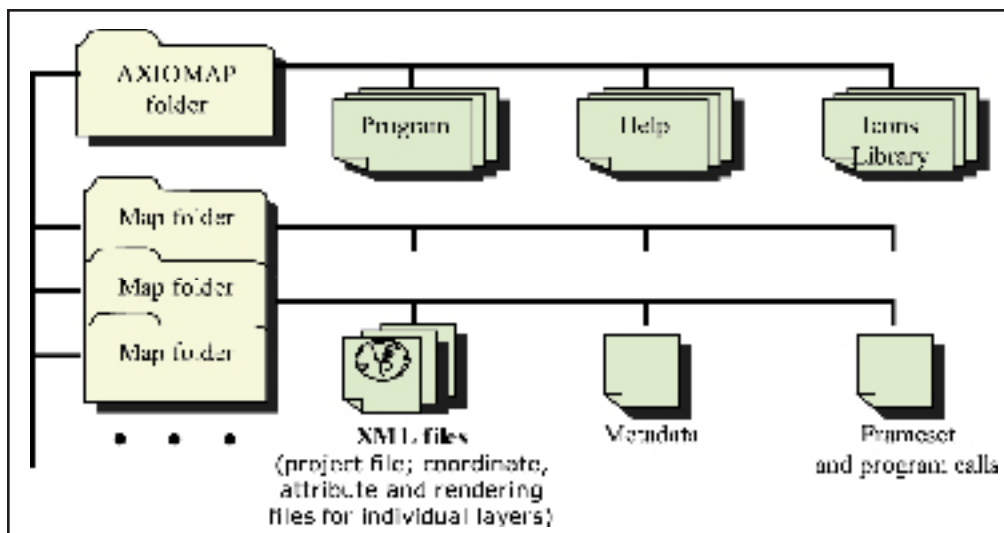 AXIOMAP
folder
Program
Help
Icons
Library
Map folder
Map folder
Map folder
XML files
(project file; coordinate,
attribute and rendering
files for individual layers)
Metadata
Frameset
and program calls